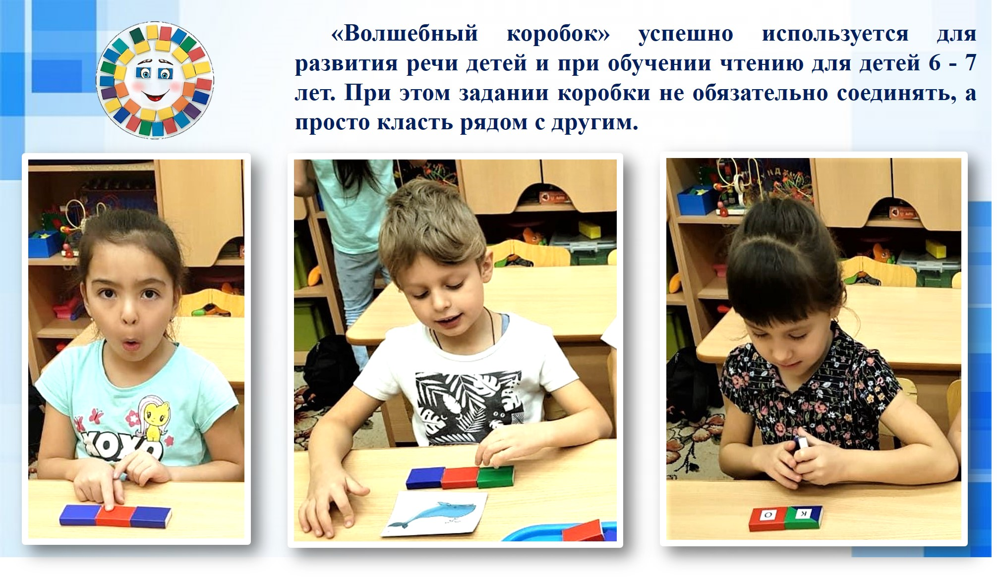 «Волшебный коробок» успешно используется для
развития речи детей и при обучении чтению для детей 6 - 7
лет. При этом задании коробки не обязательно соединять, а
просто класть рядом с другим.
XOXO
О К